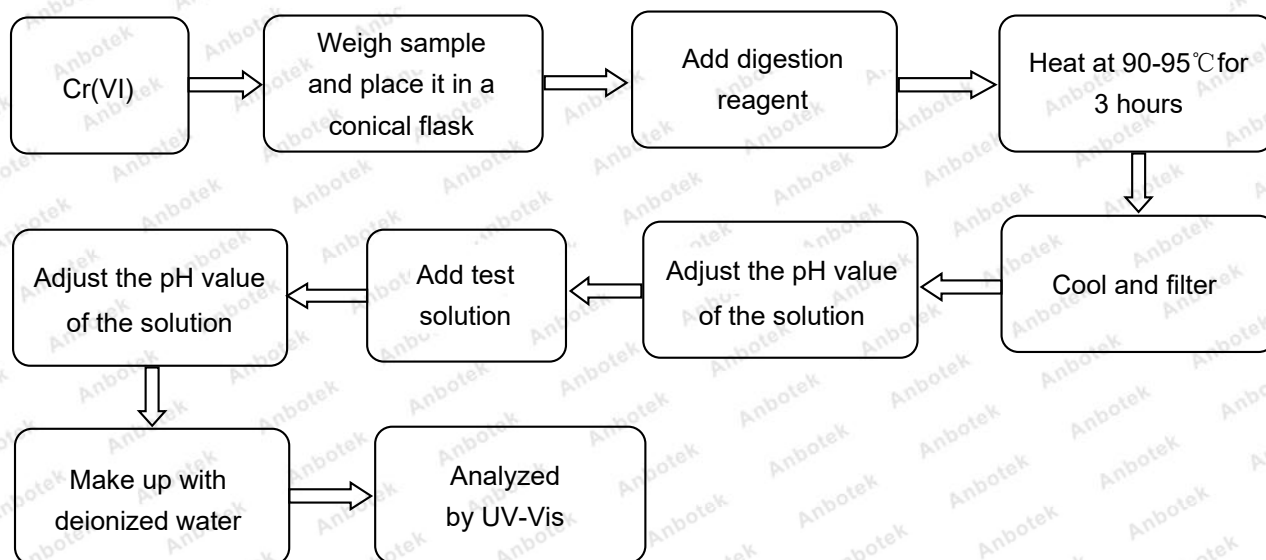 Cr(VI)
Weigh sample
and place it in a
conical flask
Add digestion
reagent
Heat at 90-95℃for
3 hours
Cool and filter
Adjust the pH value
of the solution
Add test
solution
Adjust the pH value
of the solution
Make up with
deionized water
Analyzed
by UV-Vis
Anbotek